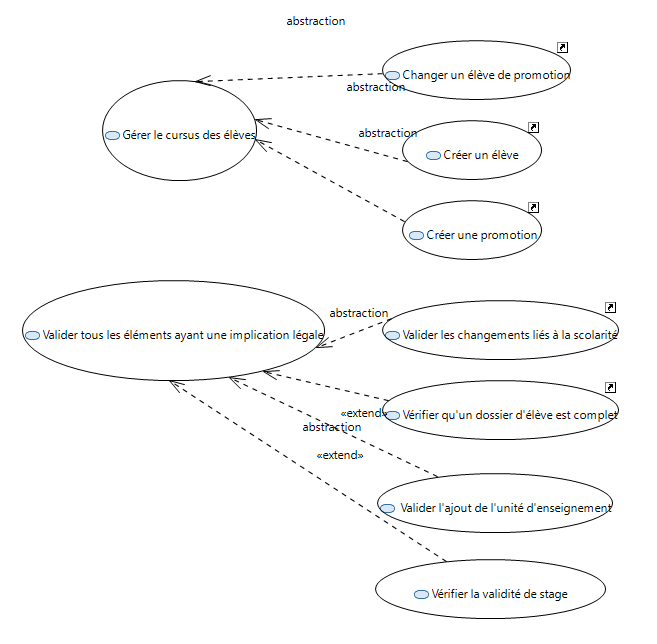 abstraction
Changer un élève de promotion
abstraction
Gérer le cursus des élèves
abstraction
Créer un élève
Créer une promotion
abstraction
Valider tous les éléments ayant une implication légale
Valider les changements liés à la scolarité
«extend»
Vérifier qu'un dossier d'élève est complet
abstraction
«extend»
Valider l'ajout de l'unité d'enseignement
Vérifier la validité de stage